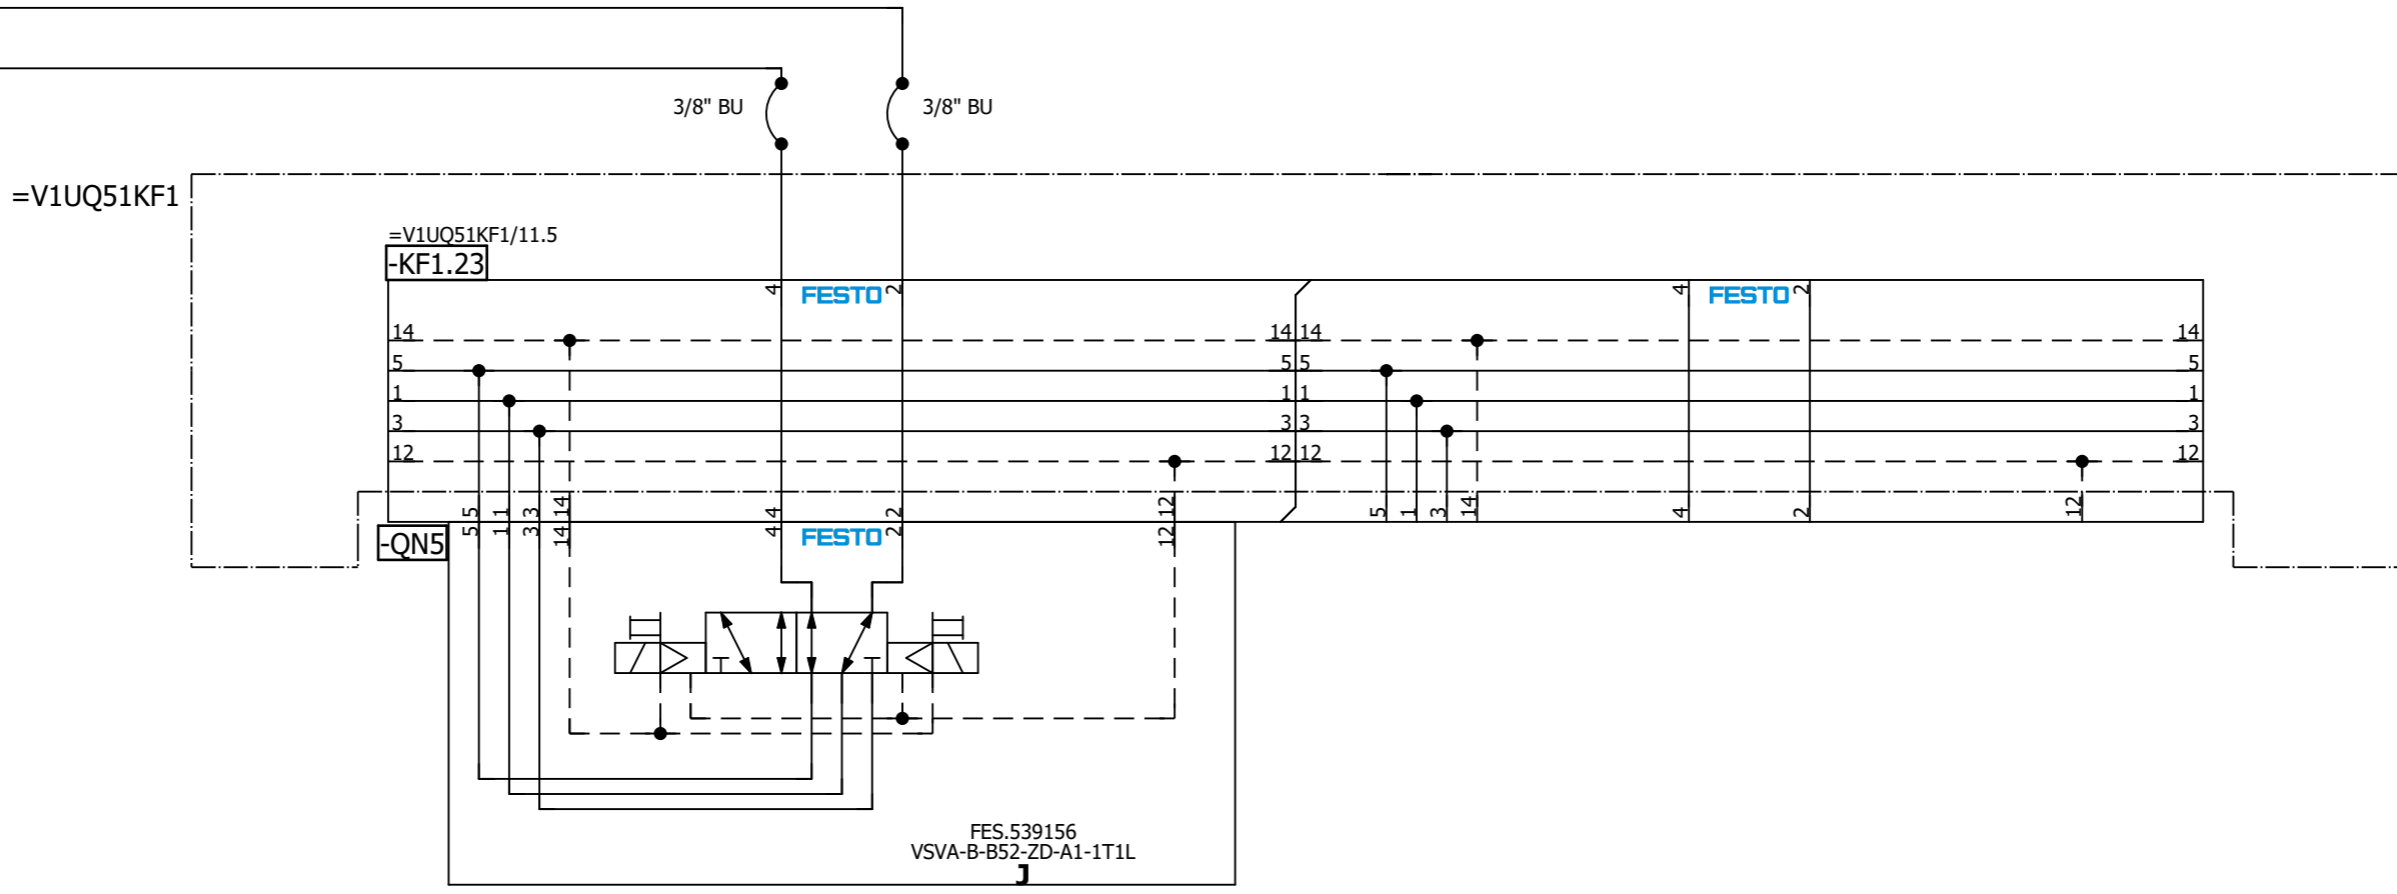 3/8" BU
3/8" BU
=V1UQ51KF1
=V1UQ51KF1/11.5
-KF1.23
4 FESTO 2 4 FESTO 2
14 14 14 14
5 5 5 5
1 1 1 1
3 3 3 3
12 12 12 12
5 1 3 14 4 2 12 5 1 3 14 4 2 12
-QN5
5 1 3 14 4 FESTO 2 12
FES.539156
VSVA-B-B52-ZD-A1-1T1L
J